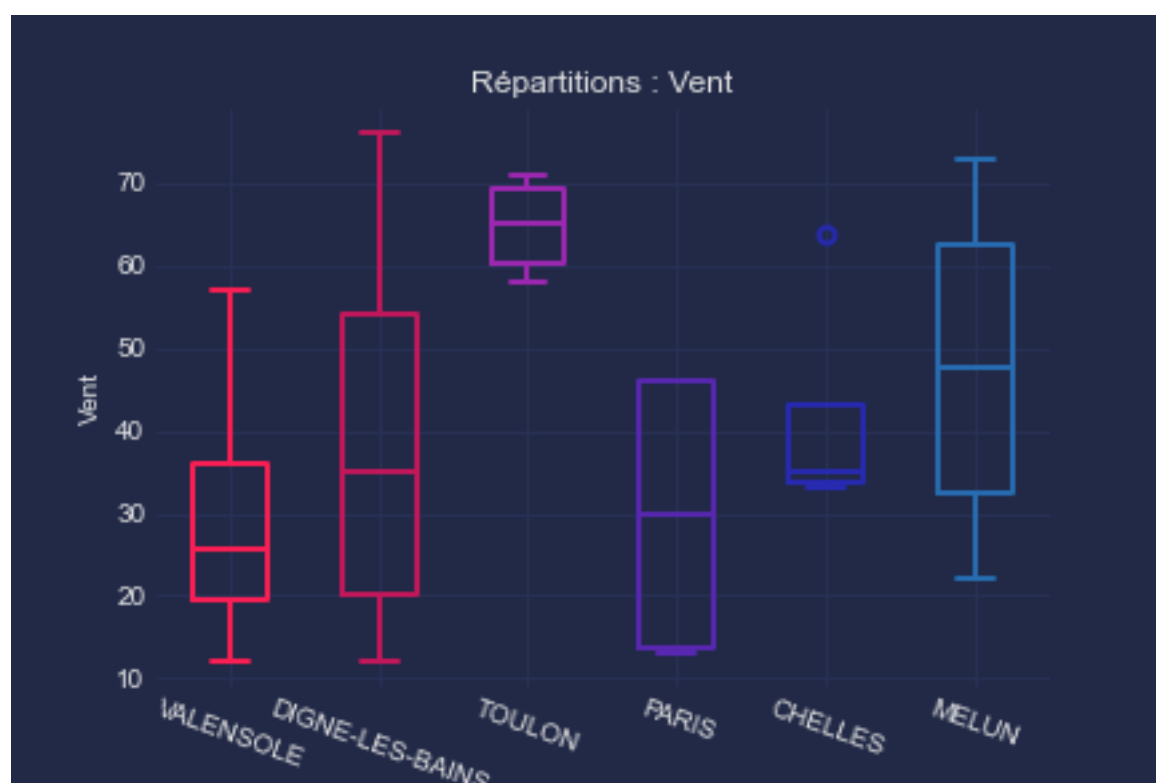 Répartitions : Vent
Vent
70
60
50
40
30
20
10
VALENSOLE
DIGNE-LES-BAINS
TOULON
PARIS
CHELLES
MELUN